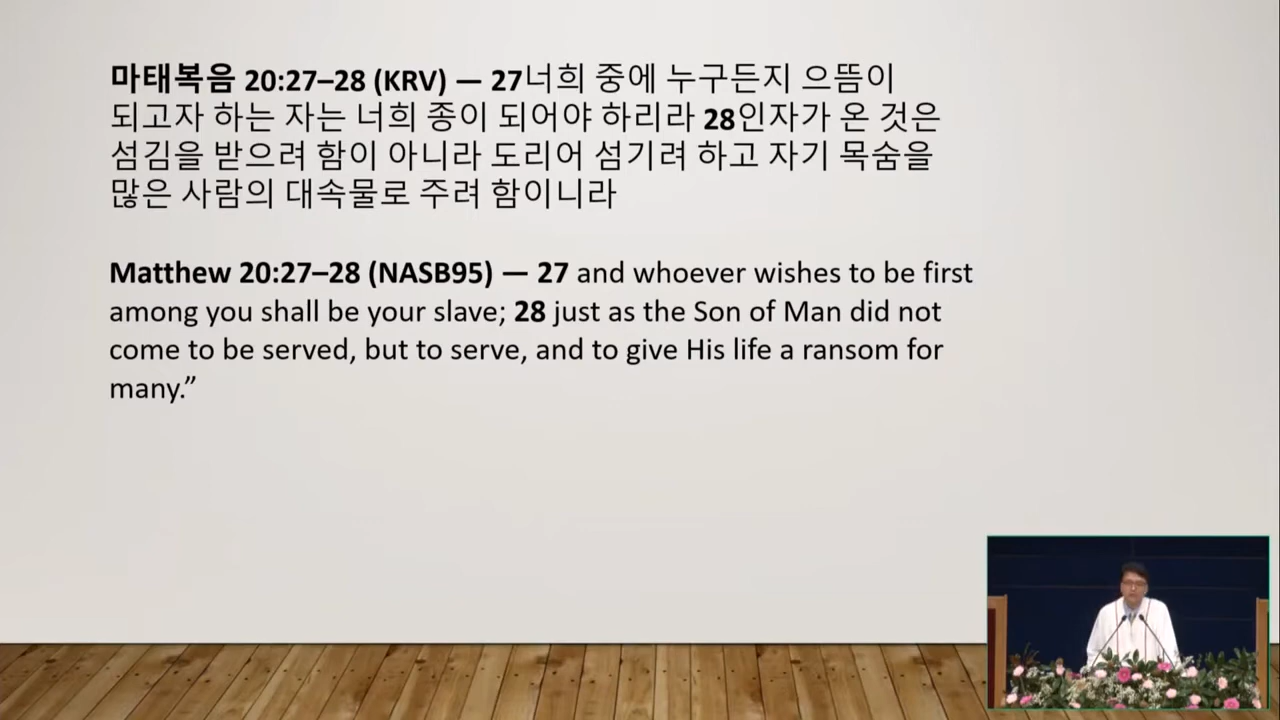 마태복음 20:27–28 (KRV) — 27너희 중에 누구든지 으뜸이
되고자 하는 자는 너희 종이 되어야 하리라 28인자가 온 것은
섬김을 받으려 함이 아니라 도리어 섬기려 하고 자기 목숨을
많은 사람의 대속물로 주려 함이니라
Matthew 20:27–28 (NASB95) — 27 and whoever wishes to be first
among you shall be your slave; 28 just as the Son of Man did not
come to be served, but to serve, and to give His life a ransom for
many.”